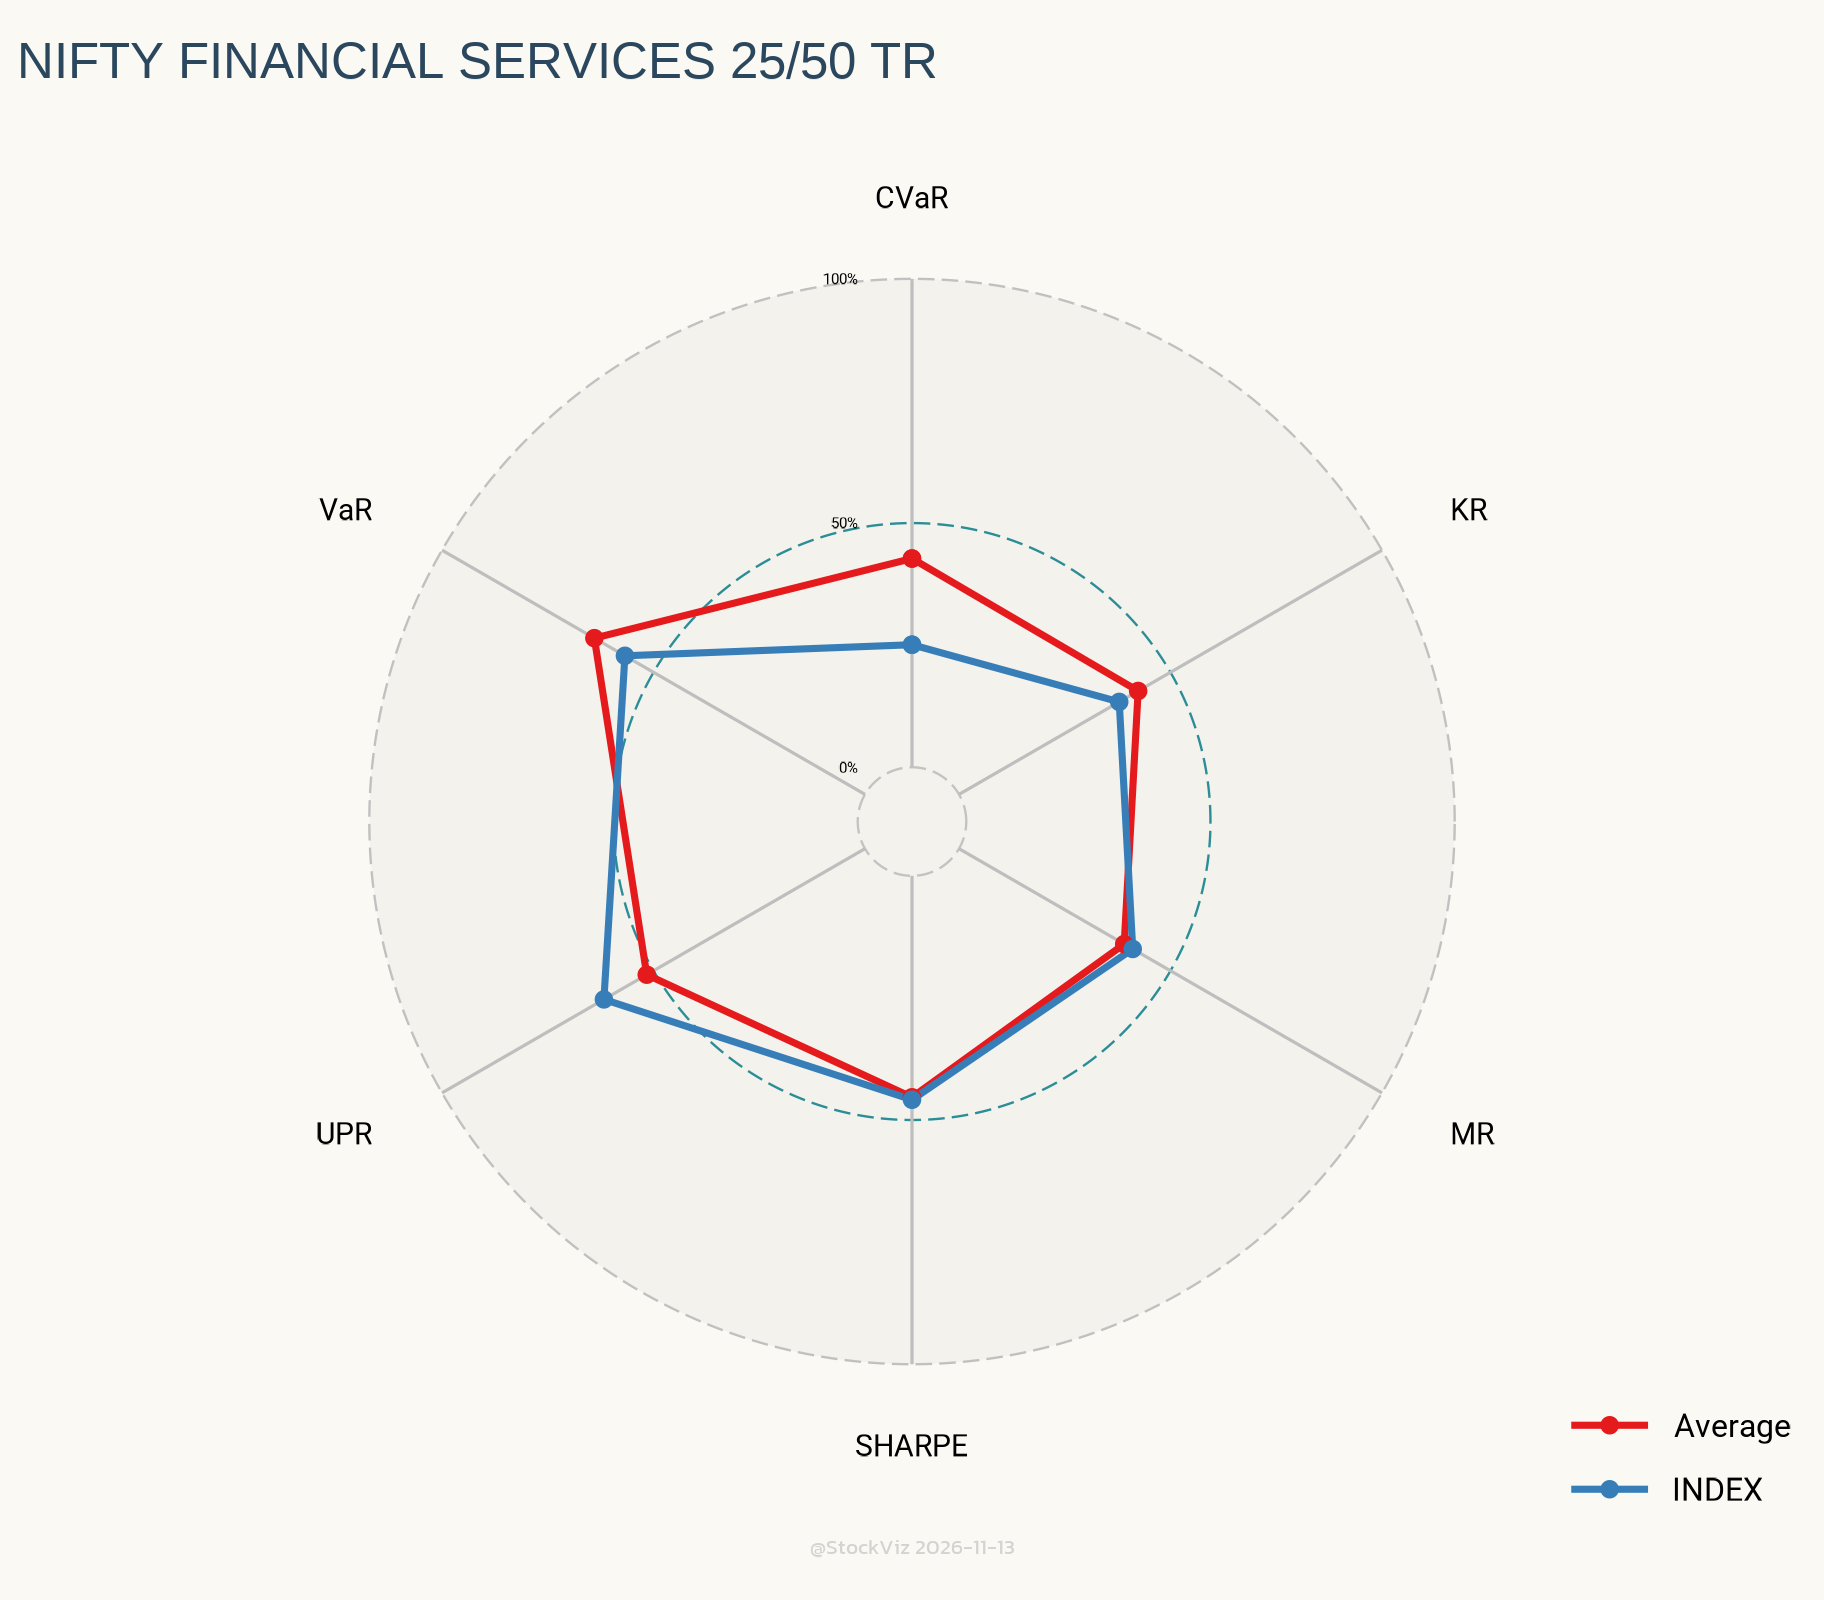 NIFTY FINANCIAL SERVICES 25/50 TR
CVaR
100%
VaR
KR
50%
0%
UPR
MR
SHARPE
Average
INDEX
@StockViz 2026-11-13